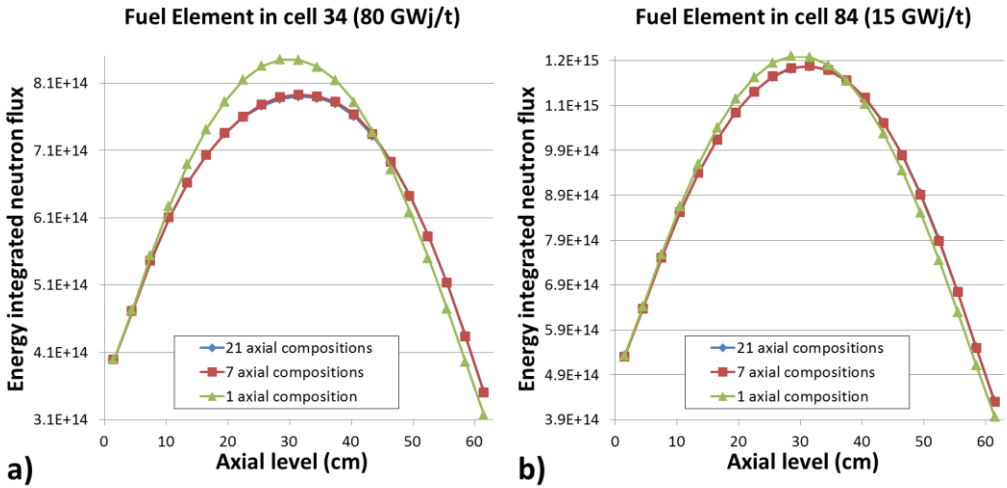 Fuel Element in cell 34 (80 GWj/t)
Energy integrated neutron flux
8.1E+14
7.1E+14
6.1E+14
5.1E+14
4.1E+14
3.1E+14
21 axial compositions
7 axial compositions
1 axial composition
0 10 20 30 40 50 60
Axial level (cm)
a)
Fuel Element in cell 84 (15 GWj/t)
Energy integrated neutron flux
1.2E+15
1.1E+15
9.9E+14
8.9E+14
7.9E+14
6.9E+14
5.9E+14
4.9E+14
3.9E+14
21 axial compositions
7 axial compositions
1 axial composition
0 10 20 30 40 50 60
Axial level (cm)
b)